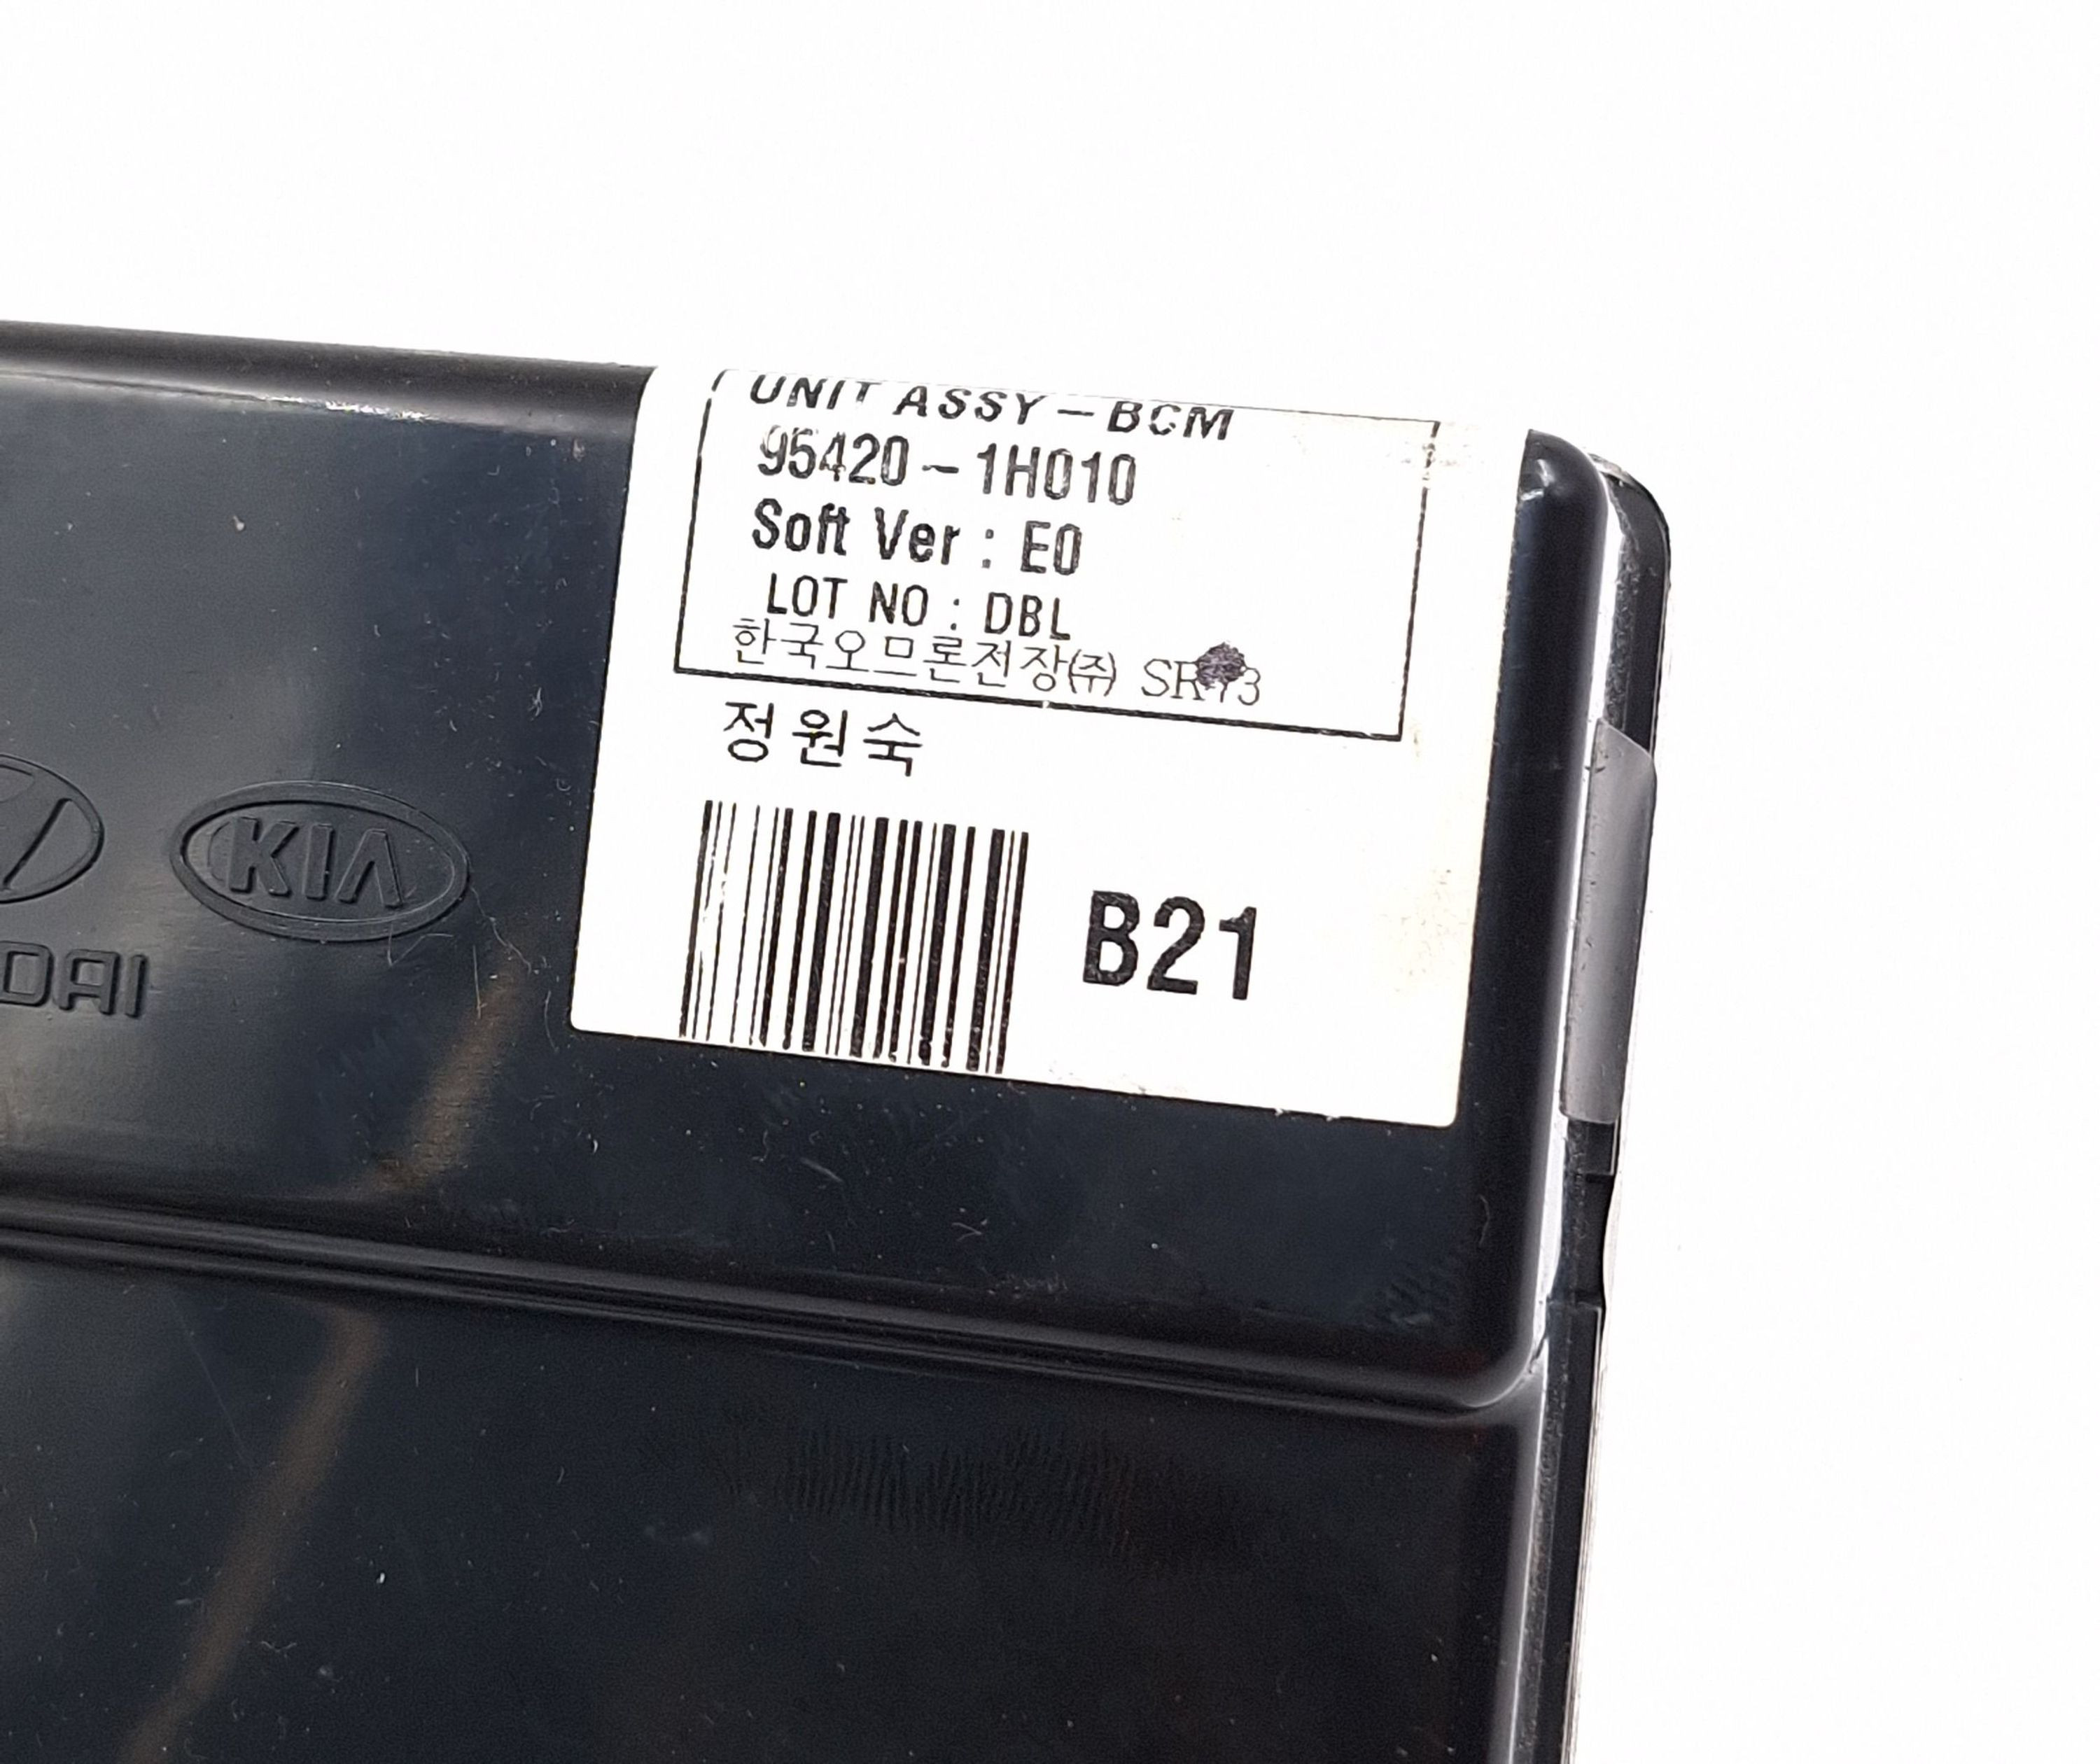 UNIT ASSY-BCM
95420-1H010
Soft Ver : E0
LOT NO : DBL
한국오므론전장㈜
정원숙
B21
KIA